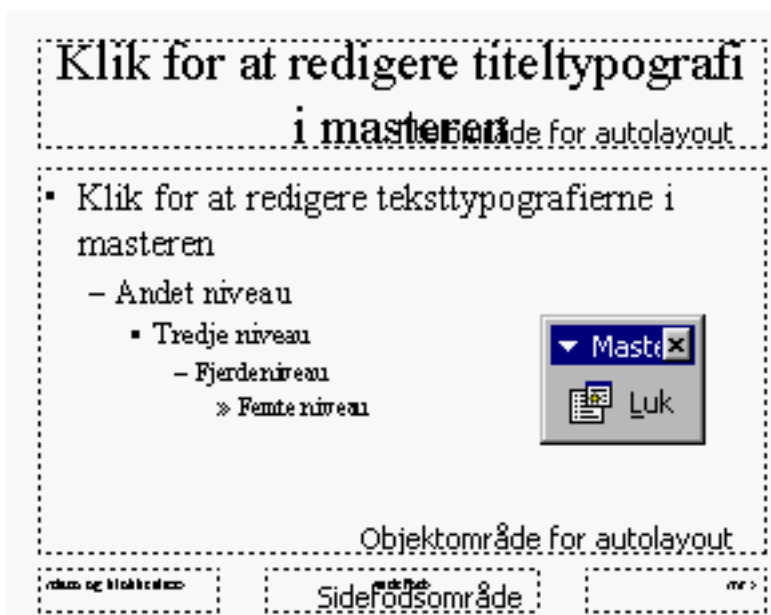 Klik for at redigere titeltypografi
i masteren
område for autolayout
Klik for at redigere teksttypografierne i
masteren
– Andet niveau
Tredje niveau
– Fjerde niveau
» Femte niveau
Maste
Luk
Objektområde for autolayout
Sidefodsområde